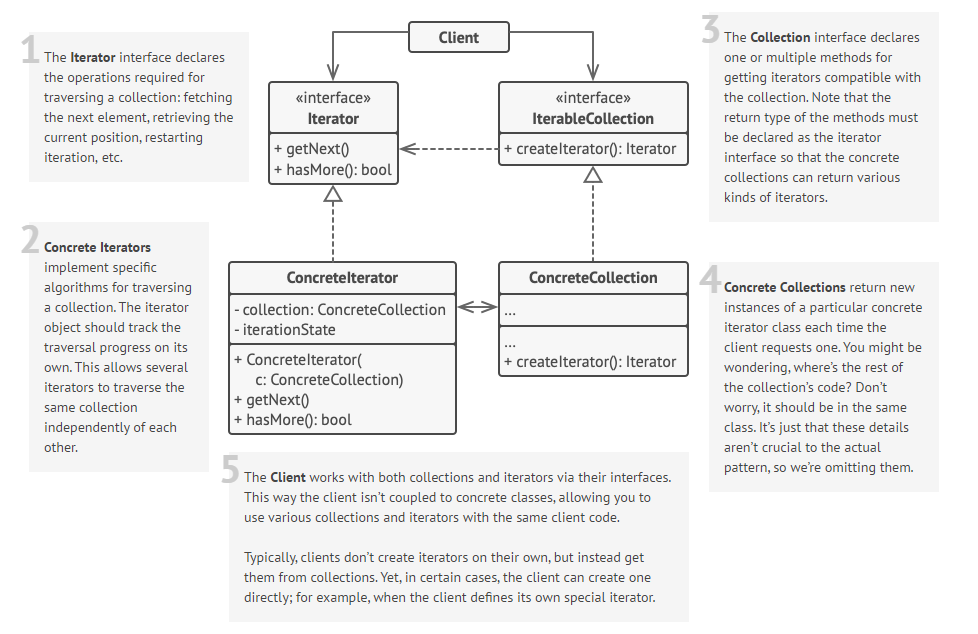 Client
1
The Iterator interface declares
the operations required for
traversing a collection: fetching
the next element, retrieving the
current position, restarting
iteration, etc.
«interface»
Iterator
+ getNext()
+ hasMore(): bool
«interface»
IterableCollection
+ createIterator(): Iterator
3
The Collection interface declares
one or multiple methods for
getting iterators compatible with
the collection. Note that the
return type of the methods must
be declared as the iterator
interface so that the concrete
collections can return various
kinds of iterators.
2
Concrete Iterators
implement specific
algorithms for traversing
a collection. The iterator
object should track the
traversal progress on its
own. This allows several
iterators to traverse the
same collection
independently of each
other.
ConcreteIterator
- collection: ConcreteCollection
- iterationState
+ ConcreteIterator(
c: ConcreteCollection)
+ getNext()
+ hasMore(): bool
ConcreteCollection
...
...
+ createIterator(): Iterator
4
Concrete Collections return new
instances of a particular concrete
iterator class each time the
client requests one. You might be
wondering, where’s the rest of
the collection’s code? Don’t
worry, it should be in the same
class. It’s just that these details
aren’t crucial to the actual
pattern, so we’re omitting them.
5
The Client works with both collections and iterators via their interfaces.
This way the client isn’t coupled to concrete classes, allowing you to
use various collections and iterators with the same client code.
Typically, clients don’t create iterators on their own, but instead get
them from collections. Yet, in certain cases, the client can create one
directly; for example, when the client defines its own special iterator.